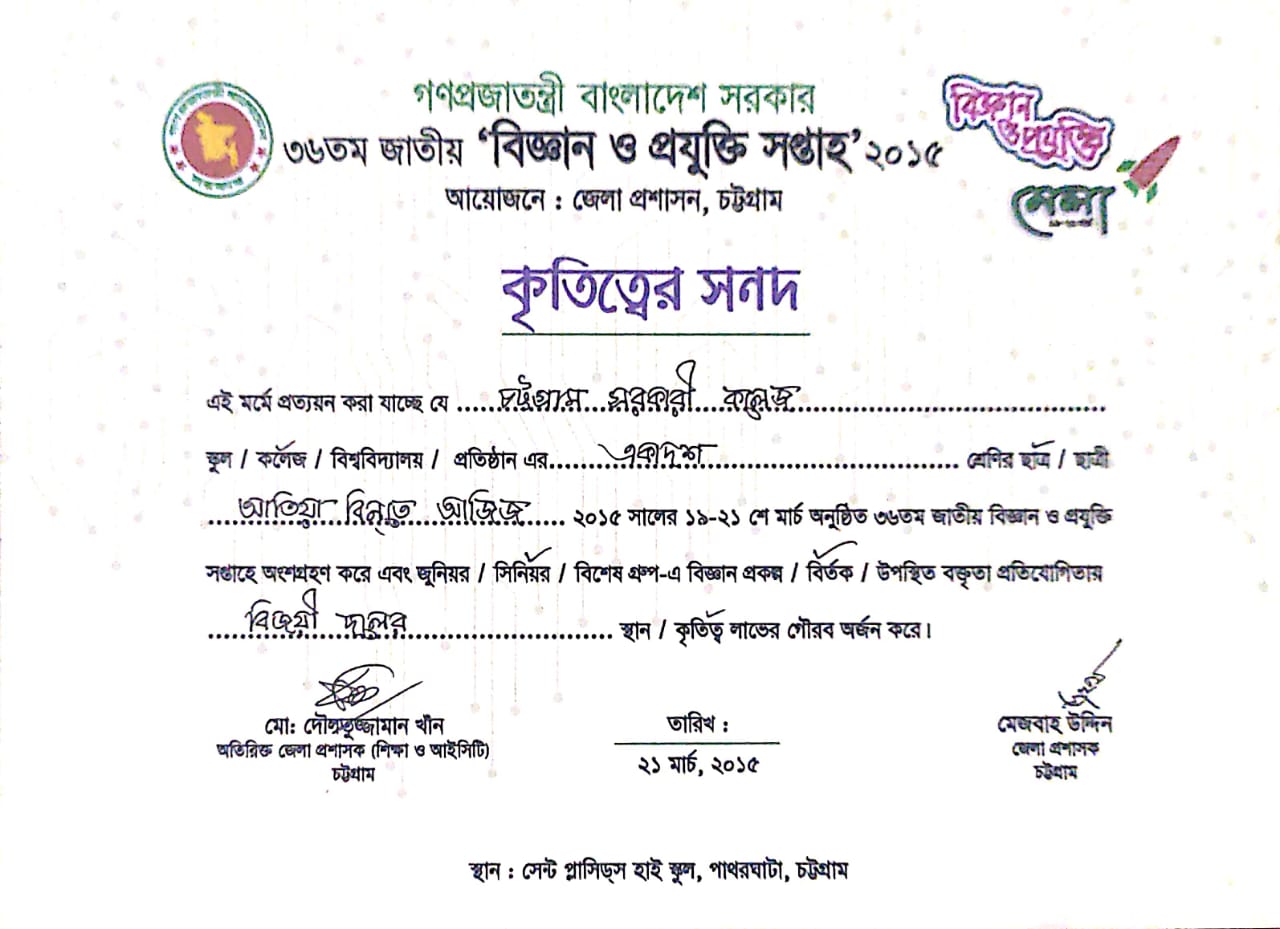 গণপ্রজাতন্ত্রী বাংলাদেশ সরকার
৩৬তম জাতীয় ‘বিজ্ঞান ও প্রযুক্তি সপ্তাহ’ ২০১৫
আয়োজনে : জেলা প্রশাসন, চট্টগ্রাম
বিজ্ঞান
ও প্রযুক্তি
মেলা
কৃতিত্বের সনদ
এই মর্মে প্রত্যয়ন করা যাচ্ছে যে ..... চট্টগ্রাম সরকারী কলেজ .....
স্কুল / কলেজ / বিশ্ববিদ্যালয় / প্রতিষ্ঠান এর..... একাদশ ..... শ্রেণির ছাত্র / ছাত্রী
আতিয়া বিনতে আজিজ ..... ২০১৫ সালের ১৯-২১ শে মার্চ অনুষ্ঠিত ৩৬তম জাতীয় বিজ্ঞান ও প্রযুক্তি
সপ্তাহে অংশগ্রহণ করে এবং জুনিয়র / সিনিয়র / বিশেষ গ্রুপ-এ বিজ্ঞান প্রকল্প / বির্তক / উপস্থিত বক্তৃতা প্রতিযোগিতায়
বিজয়ী দলের ..... স্থান / কৃতিত্ব লাভের গৌরব অর্জন করে।
মো: দৌলতুজ্জামান খাঁন
অতিরিক্ত জেলা প্রশাসক (শিক্ষা ও আইসিটি)
চট্টগ্রাম
তারিখ :
২১ মার্চ, ২০১৫
মেজবাহ উদ্দিন
জেলা প্রশাসক
চট্টগ্রাম
স্থান : সেন্ট প্লাসিড্স হাই স্কুল, পাথরঘাটা, চট্টগ্রাম